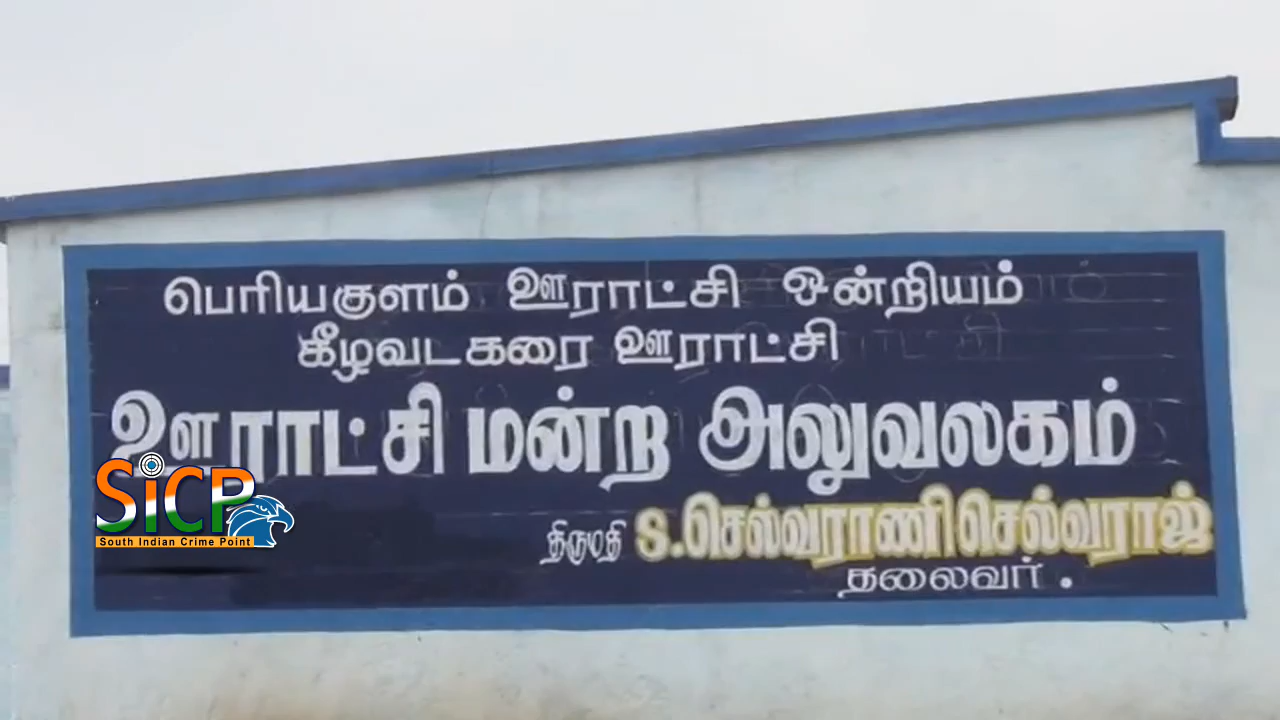 பெரியகுளம் ஊராட்சி ஒன்றியம்
கீழவடகரை ஊராட்சி
ஊராட்சி மன்ற அலுவலகம்
SiCP
South Indian Crime Point
திருமதி S.செல்வராணி செல்வராஜ்
தலைவர்.